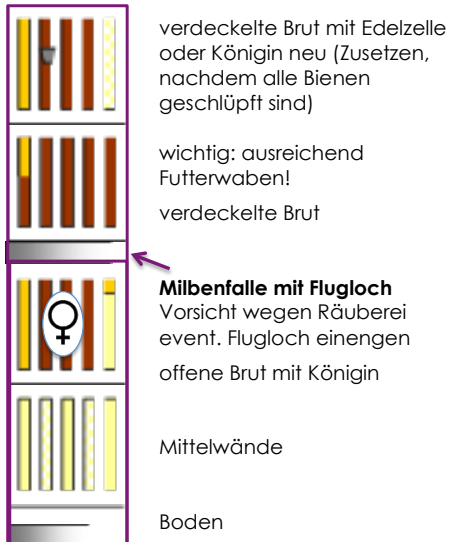 verdeckelte Brut mit Edelzelle
oder Königin neu (Zusetzen,
nachdem alle Bienen
geschlüpft sind)
wichtig: ausreichend
Futterwaben!
verdeckelte Brut
Milbenfalle mit Flugloch
Vorsicht wegen Räuberei
event. Flugloch einengen
offene Brut mit Königin
Mittelwände
Boden